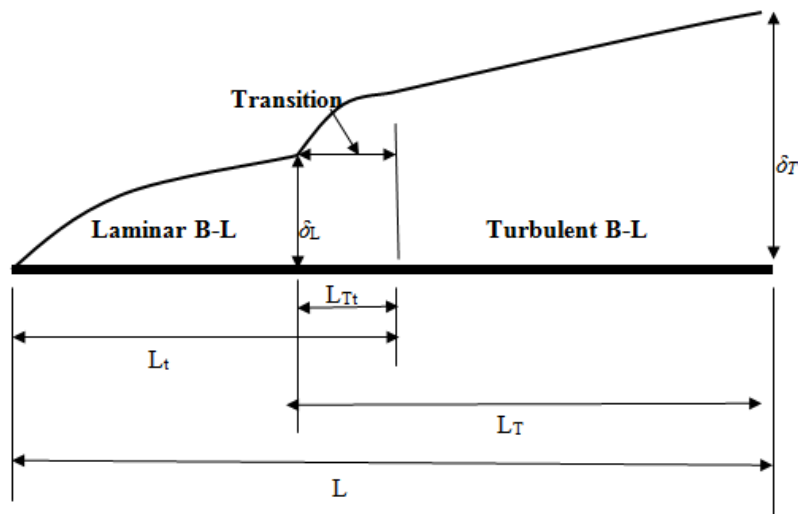 Transition
δT
Laminar B-L
δL
Turbulent B-L
LTt
Lt
LT
L